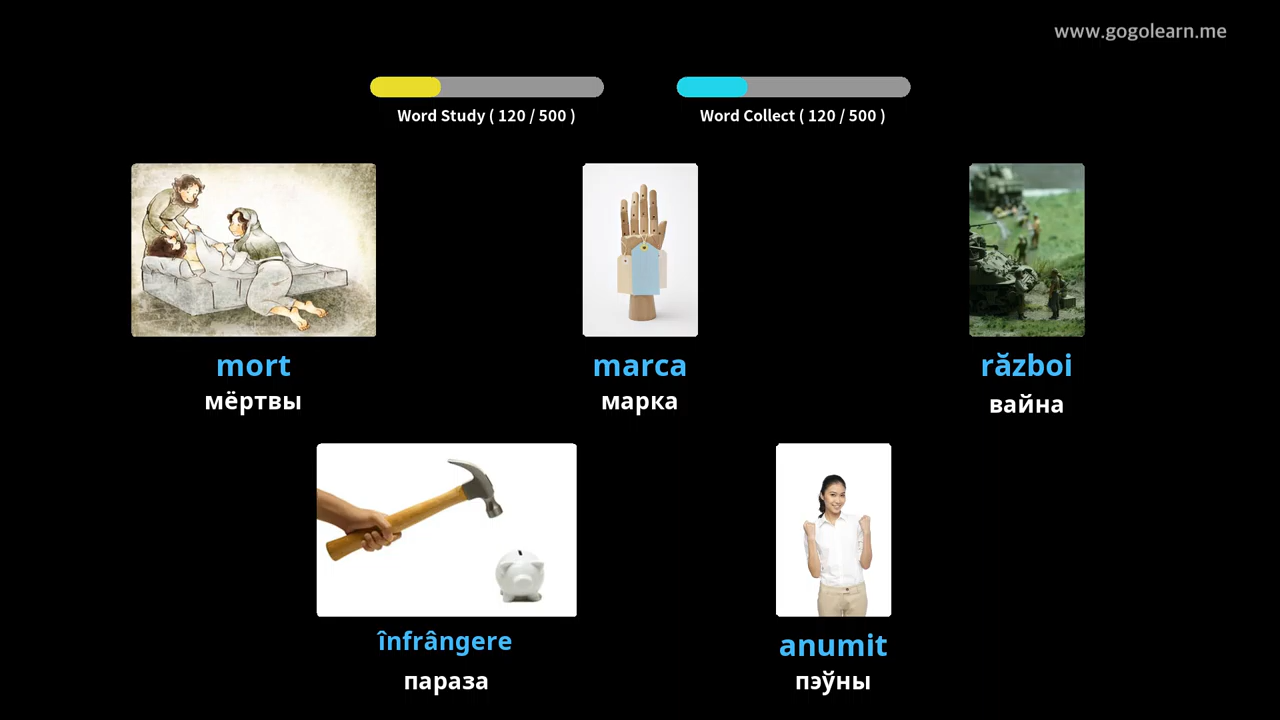 www.gogolearn.me
Word Study ( 120 / 500 )
Word Collect ( 120 / 500 )
mort
мёртвы
marca
марка
război
вайна
înfrângere
параза
anumit
пэўны